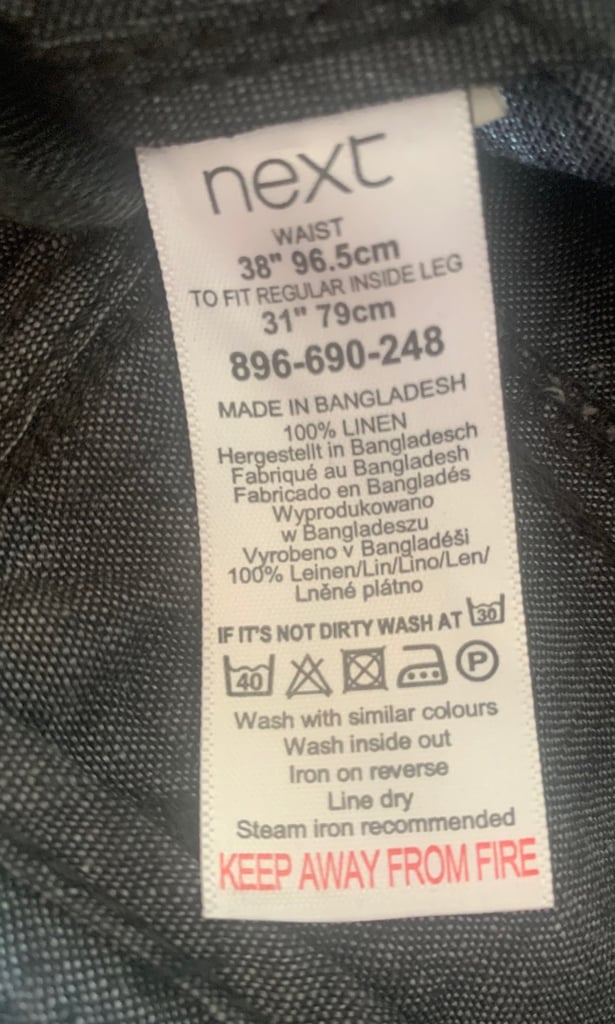 next
WAIST
38" 96.5cm
TO FIT REGULAR INSIDE LEG
31" 79cm
896-690-248
MADE IN BANGLADESH
100% LINEN
Hergestellt in Bangladesch
Fabriqué au Bangladesh
Fabricado en Bangladés
Wyprodukowano
w Bangladeszu
Vyrobeno v Bangladéši
100% Leinen/Lin/Lino/Len/
Lněné plátno
IF IT'S NOT DIRTY WASH AT 30
40 P
Wash with similar colours
Wash inside out
Iron on reverse
Line dry
Steam iron recommended
KEEP AWAY FROM FIRE